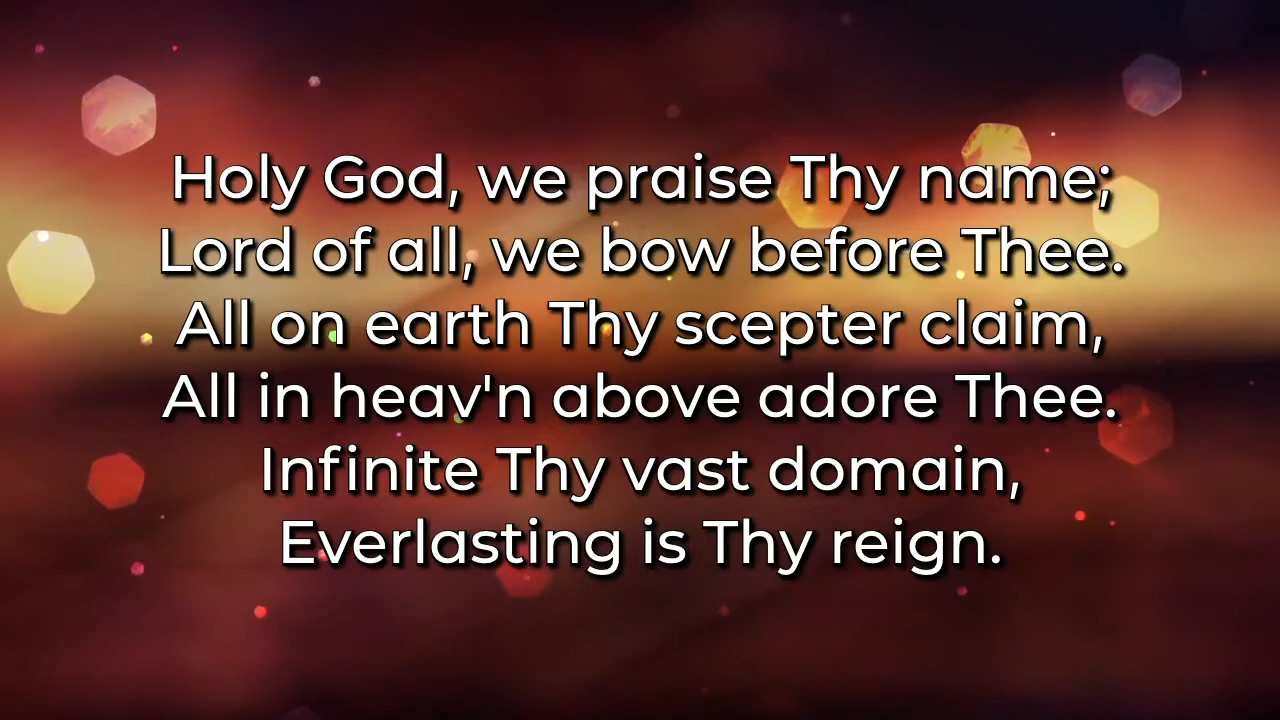 Holy God, we praise Thy name;
Lord of all, we bow before Thee.
All on earth Thy scepter claim,
All in heav'n above adore Thee.
Infinite Thy vast domain,
Everlasting is Thy reign.